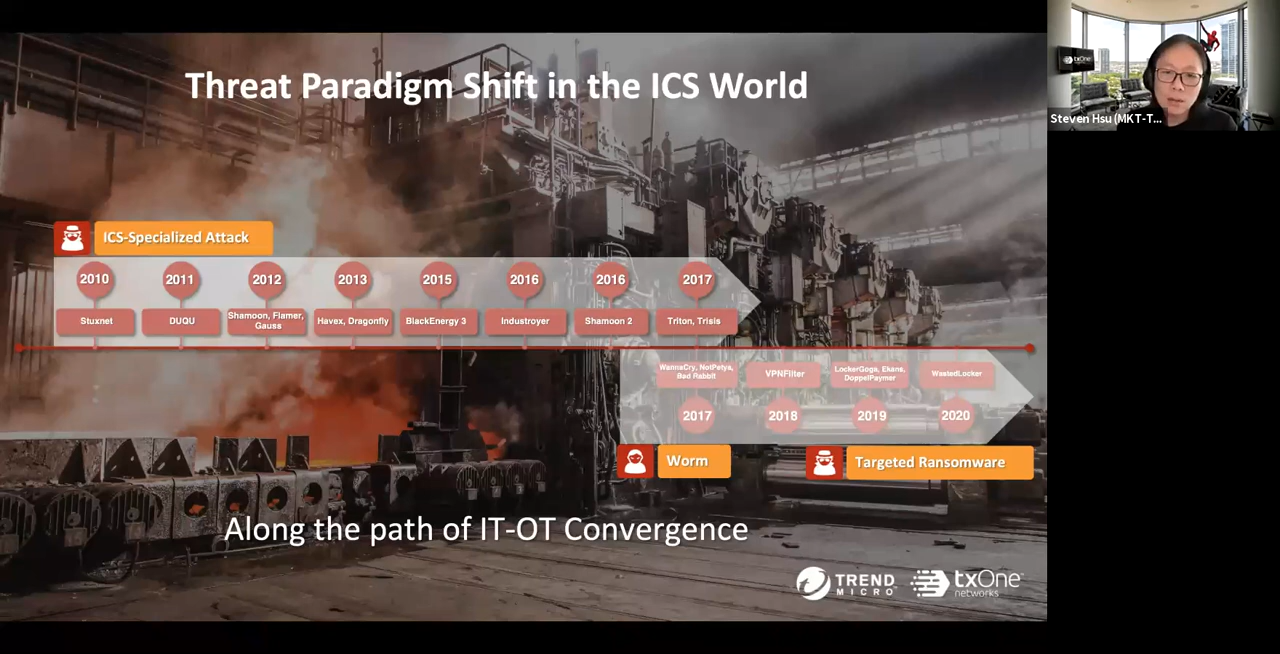 Threat Paradigm Shift in the ICS World
ICS-Specialized Attack
2010
2011
2012
2013
2015
2016
2016
2017
Stuxnet
DUQU
Shamoon, Flamer,
Gauss
Havex, Dragonfly
BlackEnergy 3
Industroyer
Shamoon 2
Triton, Trisis
WannaCry, NotPetya,
Bad Rabbit
VPNFilter
LockerGoga, Ekans,
DoppelPaymer
WastedLocker
2017
2018
2019
2020
Worm
Targeted Ransomware
Along the path of IT-OT Convergence
TREND
MICRO
txOne
networks
txOne
Steven Hsu (MKT-T...